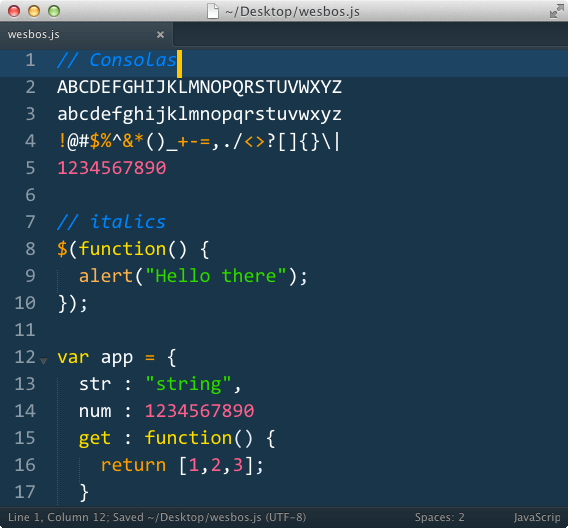 ~/Desktop/wesbos.js
wesbos.js ×
1 // Consolas
2 ABCDEFGHIJKLMNOPQRSTUVWXYZ
3 abcdefghijklmnopqrstuvwxyz
4 !@#$%^&*()_+-=,./<>?[]{}\|
5 1234567890
6
7 // italics
8 $(function() {
9   alert("Hello there");
10 });
11
12 var app = {
13   str : "string",
14   num : 1234567890
15   get : function() {
16     return [1,2,3];
17   }
Line 1, Column 12; Saved ~/Desktop/wesbos.js (UTF-8) Spaces: 2 JavaScrip